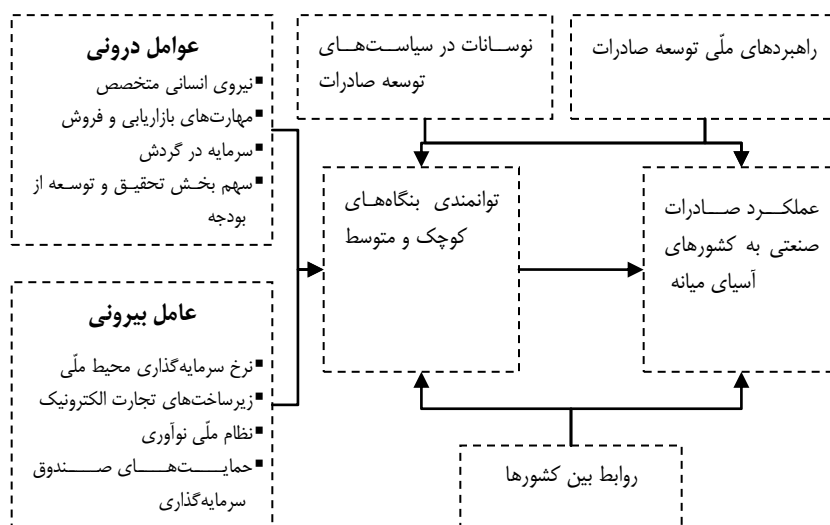 عوامل درونی
▪نیروی انسانی متخصص
▪مهارت‌های بازاریابی و فروش
▪سرمایه در گردش
▪سهم بخش تحقیق و توسعه از
بودجه
نوسانات در سیاست‌های
توسعه صادرات
راهبردهای ملّی توسعه صادرات
توانمندی بنگاه‌های
کوچک و متوسط
عملکرد صادرات
صنعتی به کشورهای
آسیای میانه
عامل بیرونی
▪نرخ سرمایه‌گذاری محیط ملّی
▪زیرساخت‌های تجارت الکترونیک
▪نظام ملّی نوآوری
▪حمایت‌های صندوق
سرمایه‌گذاری
روابط بین کشورها